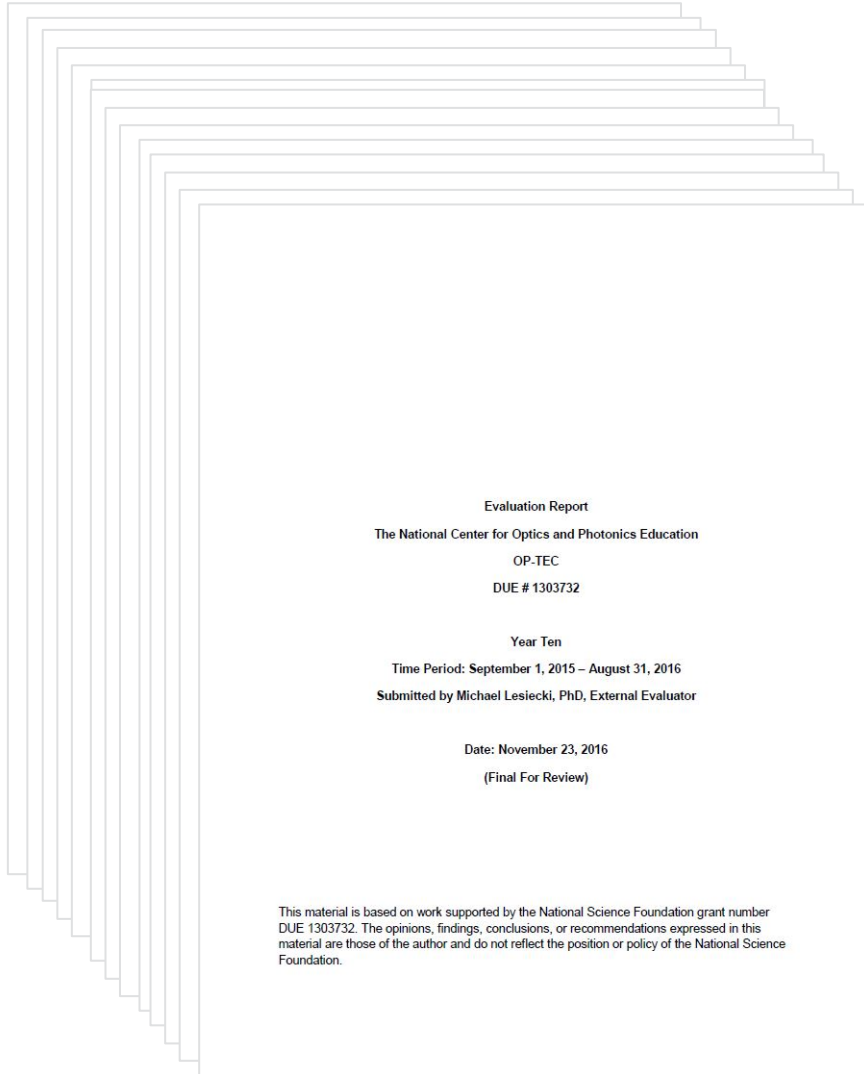 Evaluation Report
The National Center for Optics and Photonics Education
OP-TEC
DUE # 1303732
Year Ten
Time Period: September 1, 2015 – August 31, 2016
Submitted by Michael Lesiecki, PhD, External Evaluator
Date: November 23, 2016
(Final For Review)
This material is based on work supported by the National Science Foundation grant number
DUE 1303732. The opinions, findings, conclusions, or recommendations expressed in this
material are those of the author and do not reflect the position or policy of the National Science
Foundation.